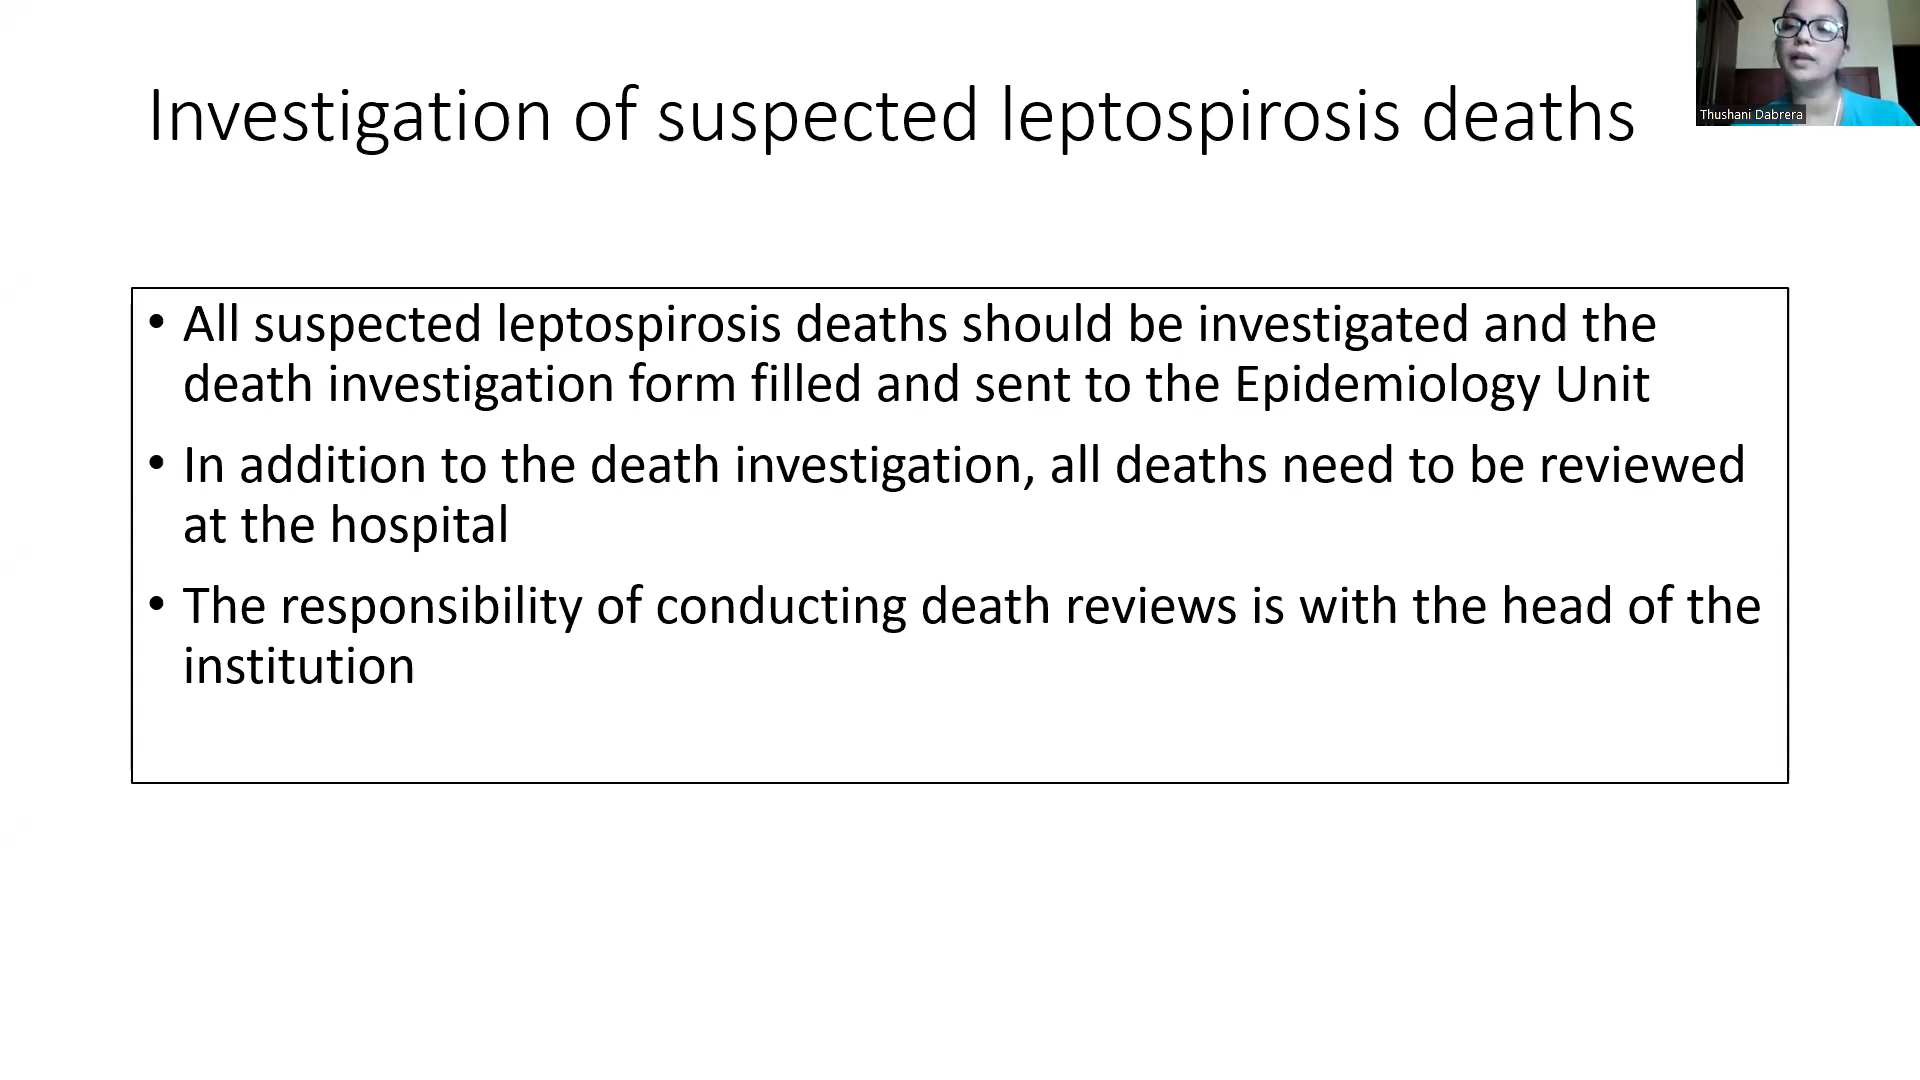 Investigation of suspected leptospirosis deaths
Thushani Dabrera
• All suspected leptospirosis deaths should be investigated and the
death investigation form filled and sent to the Epidemiology Unit
• In addition to the death investigation, all deaths need to be reviewed
at the hospital
• The responsibility of conducting death reviews is with the head of the
institution